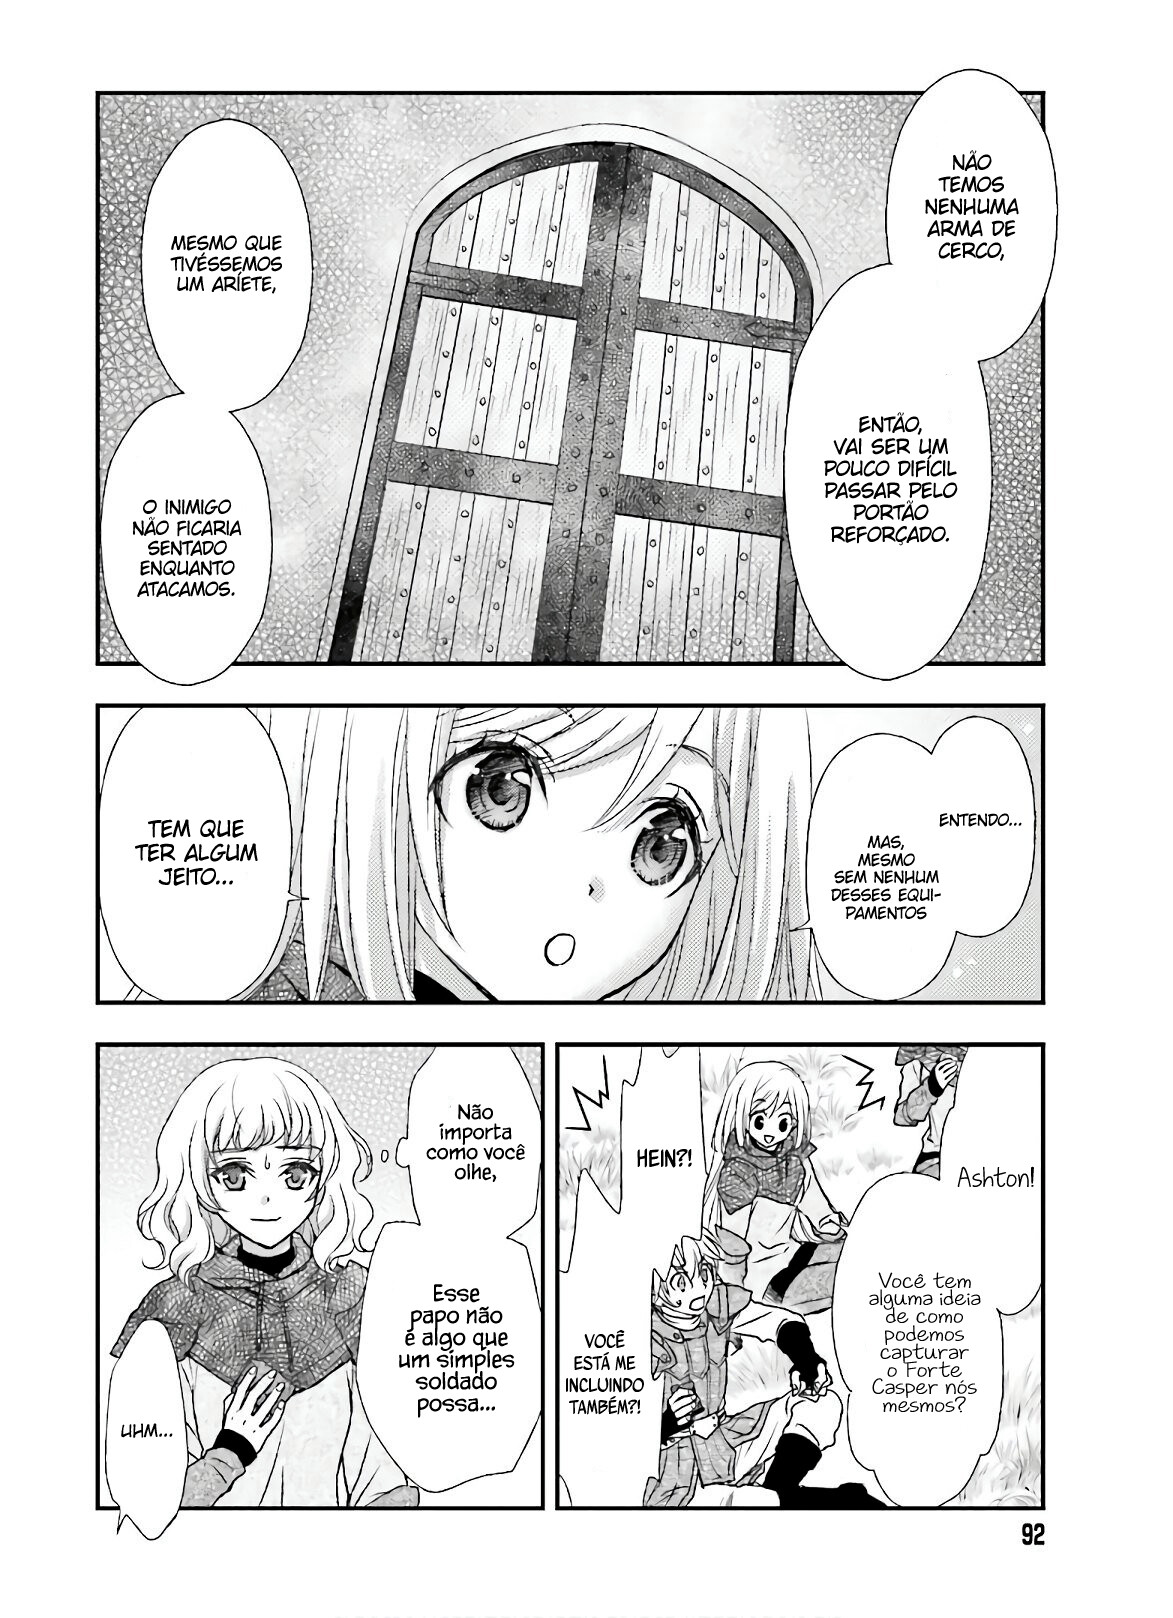 NÃO
TEMOS
NENHUMA
ARMA DE
CERCO,
ENTÃO,
VAI SER UM
POUCO DIFÍCIL
PASSAR PELO
PORTÃO
REFORÇADO.
MESMO QUE
TIVÉSSEMOS
UM ARÍETE,
O INIMIGO
NÃO FICARIA
SENTADO
ENQUANTO
ATACAMOS.
ENTENDO...
MAS,
MESMO
SEM NENHUM
DESSES EQUI-
PAMENTOS
TEM QUE
TER ALGUM
JEITO...
Ashton!
Você tem
alguma ideia
de como
podemos
capturar
o Forte
Casper nós
mesmos?
HEIN?!
VOCÊ
ESTÁ ME
INCLUINDO
TAMBÉM?!
Não
importa
como você
olhe,
Esse
papo não
é algo que
um simples
soldado
possa...
UHM...
92